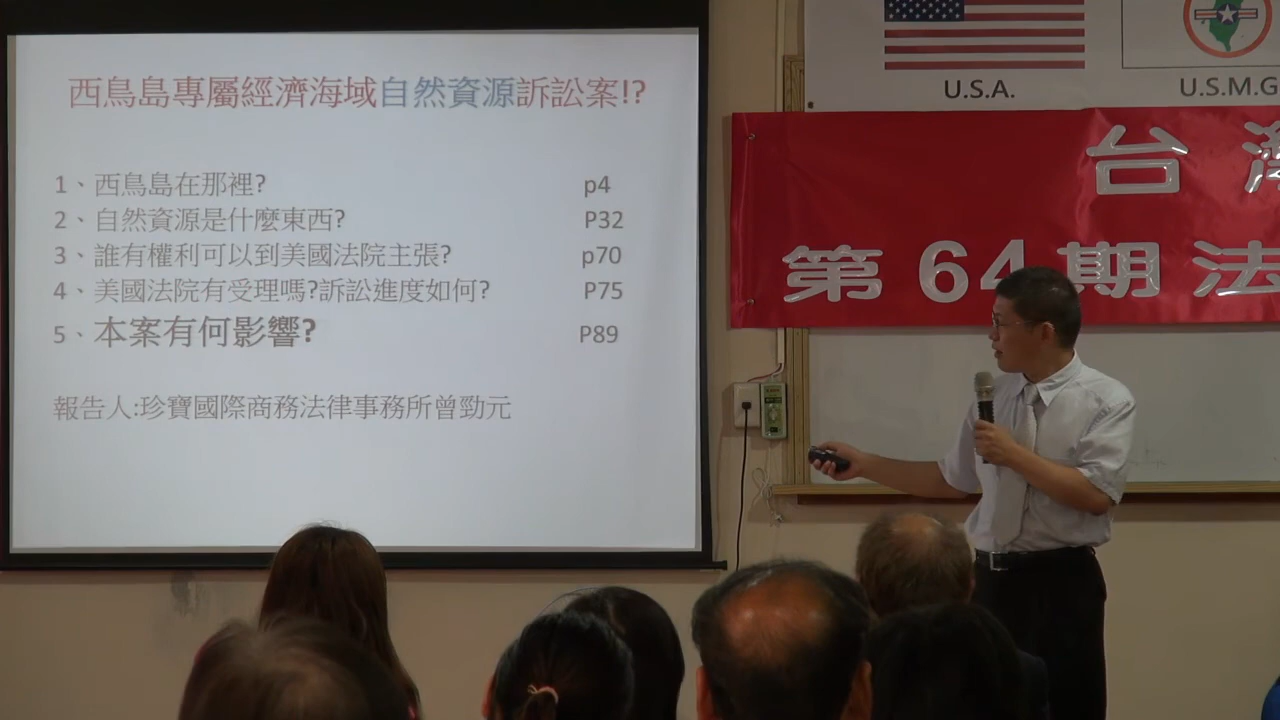 西鳥島專屬經濟海域自然資源訴訟案!?
1、西鳥島在那裡? p4
2、自然資源是什麼東西? P32
3、誰有權利可以到美國法院主張? p70
4、美國法院有受理嗎?訴訟進度如何? P75
5、本案有何影響? P89
報告人:珍寶國際商務法律事務所曾勁元
U.S.A.
U.S.M.G
台灣
第64期法